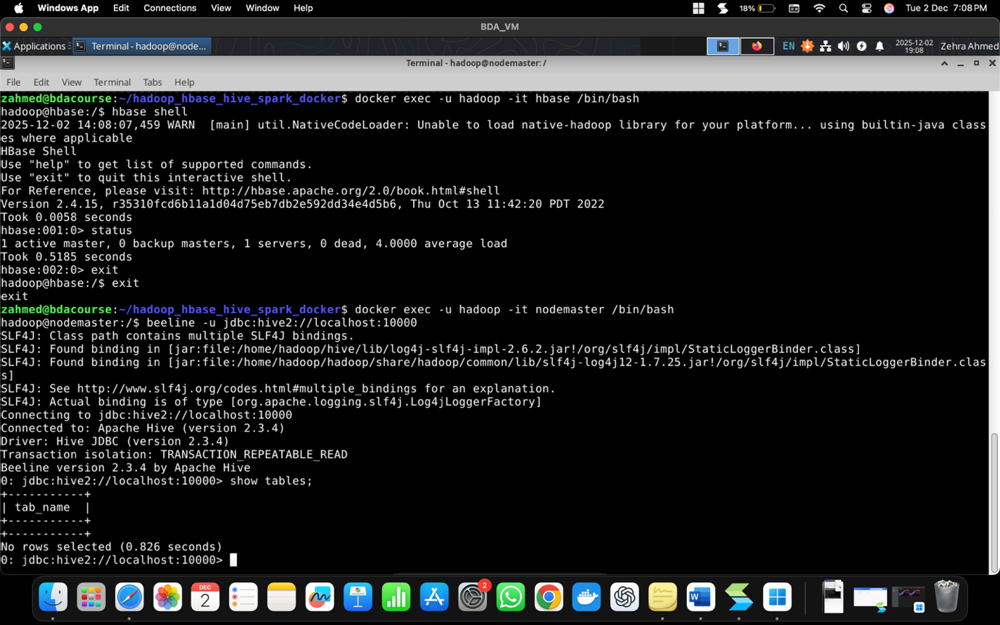 Windows App Edit Connections View Window Help 18% Tue 2 Dec 7:08 PM
BDA_VM
Applications Terminal - hadoop@node... EN 2025-12-02 19:08 Zehra Ahmed
Terminal - hadoop@nodemaster: /
File Edit View Terminal Tabs Help
zahmed@bdacourse:~/hadoop_hbase_hive_spark_docker$ docker exec -u hadoop -it hbase /bin/bash
hadoop@hbase:/$ hbase shell
2025-12-02 14:08:07,459 WARN  [main] util.NativeCodeLoader: Unable to load native-hadoop library for your platform... using builtin-java class
es where applicable
HBase Shell
Use "help" to get list of supported commands.
Use "exit" to quit this interactive shell.
For Reference, please visit: http://hbase.apache.org/2.0/book.html#shell
Version 2.4.15, r35310fcd6b11a1d04d75eb7db2e592dd34e4d5b6, Thu Oct 13 11:42:20 PDT 2022
Took 0.0058 seconds
hbase:001:0> status
1 active master, 0 backup masters, 1 servers, 0 dead, 4.0000 average load
Took 0.5185 seconds
hbase:002:0> exit
hadoop@hbase:/$ exit
exit
zahmed@bdacourse:~/hadoop_hbase_hive_spark_docker$ docker exec -u hadoop -it nodemaster /bin/bash
hadoop@nodemaster:/$ beeline -u jdbc:hive2://localhost:10000
SLF4J: Class path contains multiple SLF4J bindings.
SLF4J: Found binding in [jar:file:/home/hadoop/hive/lib/log4j-slf4j-impl-2.6.2.jar!/org/slf4j/impl/StaticLoggerBinder.class]
SLF4J: Found binding in [jar:file:/home/hadoop/hadoop/share/hadoop/common/lib/slf4j-log4j12-1.7.25.jar!/org/slf4j/impl/StaticLoggerBinder.clas
s]
SLF4J: See http://www.slf4j.org/codes.html#multiple_bindings for an explanation.
SLF4J: Actual binding is of type [org.apache.logging.slf4j.Log4jLoggerFactory]
Connecting to jdbc:hive2://localhost:10000
Connected to: Apache Hive (version 2.3.4)
Driver: Hive JDBC (version 2.3.4)
Transaction isolation: TRANSACTION_REPEATABLE_READ
Beeline version 2.3.4 by Apache Hive
0: jdbc:hive2://localhost:10000> show tables;
+-----------+
| tab_name  |
+-----------+
+-----------+
No rows selected (0.826 seconds)
0: jdbc:hive2://localhost:10000>
DEC
2
2